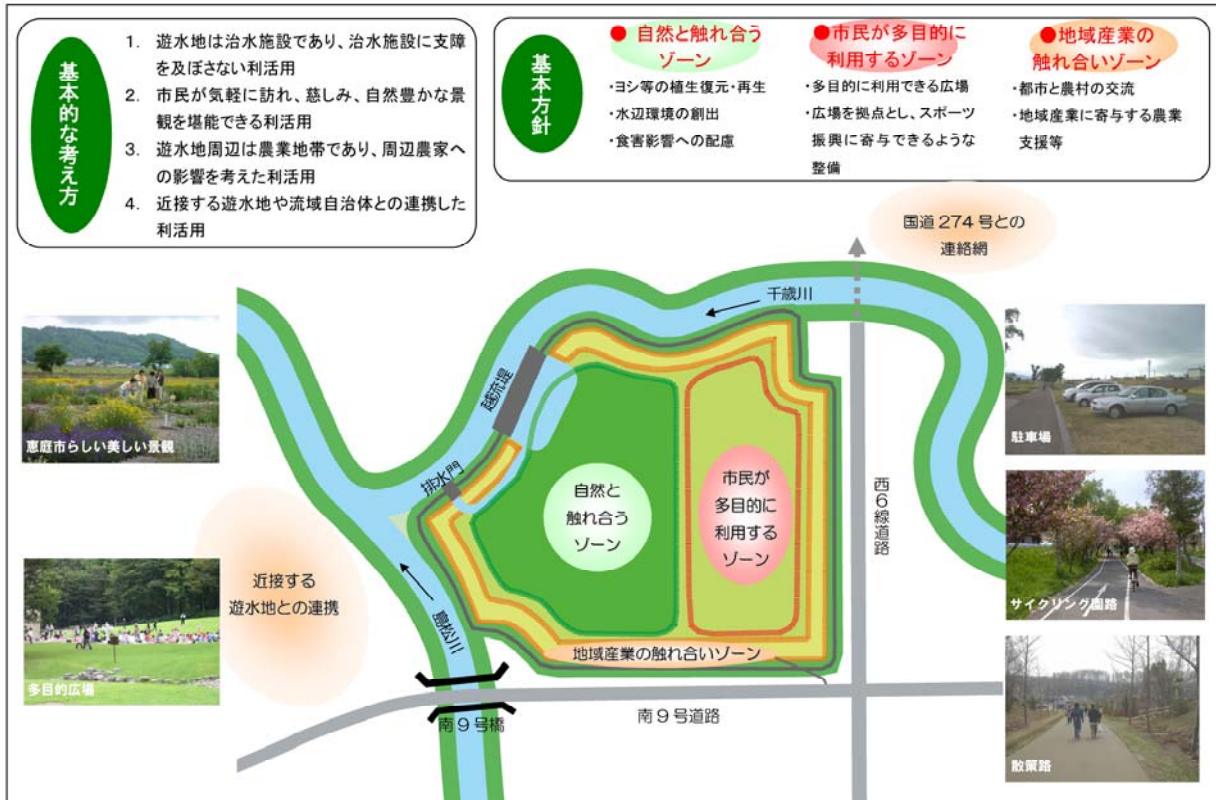 基本的な考え方
1. 遊水地は治水施設であり、治水施設に支障
を及ぼさない利活用
2. 市民が気軽に訪れ、慈しみ、自然豊かな景
観を堪能できる利活用
3. 遊水地周辺は農業地帯であり、周辺農家へ
の影響を考えた利活用
4. 近接する遊水地や流域自治体との連携した
利活用
基本方針
●自然と触れ合う
ゾーン
・ヨシ等の植生復元・再生
・水辺環境の創出
・食害影響への配慮
●市民が多目的に
利用するゾーン
・多目的に利用できる広場
・広場を拠点とし、スポーツ
振興に寄与できるような
整備
●地域産業の
触れ合いゾーン
・都市と農村の交流
・地域産業に寄与する農業
支援等
国道274号との
連絡網
千歳川
越流堤
排水門
恵庭市らしい美しい景観
駐車場
自然と
触れ合う
ゾーン
市民が
多目的に
利用する
ゾーン
西6線道路
近接する
遊水地との連携
島松川
サイクリング園路
多目的広場
地域産業の触れ合いゾーン
南9号橋
南9号道路
散策路